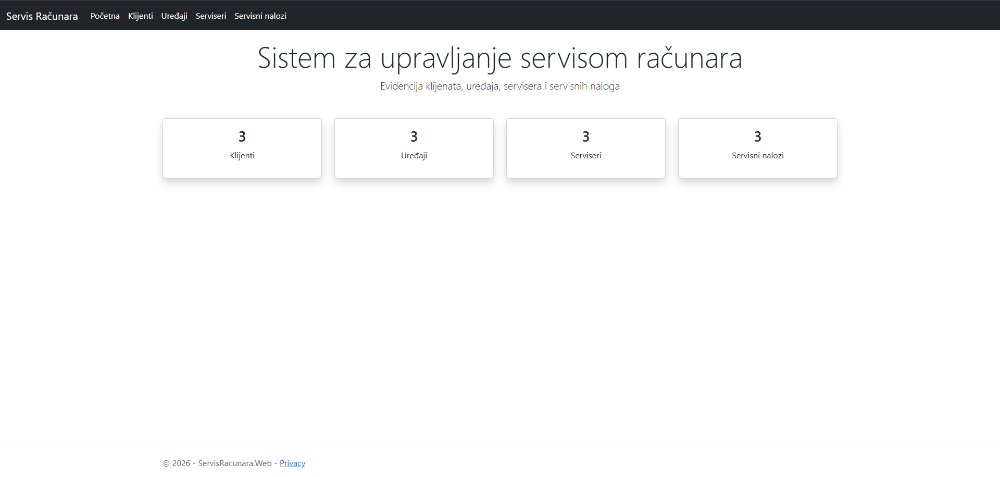 Servis Računara Početna Klijenti Uređaji Serviseri Servisni nalozi
Sistem za upravljanje servisom računara
Evidencija klijenata, uređaja, servisera i servisnih naloga
3 3 3 3
Klijenti Uređaji Serviseri Servisni nalozi
© 2026 - ServisRacunara.Web - Privacy